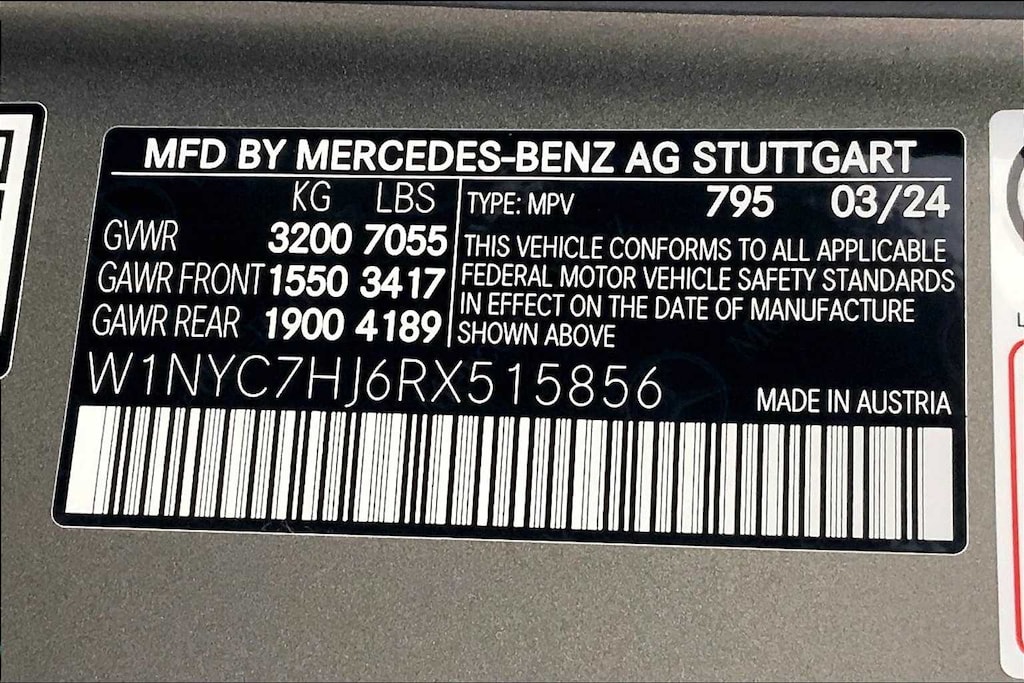 MFD BY MERCEDES-BENZ AG STUTTGART
KG LBS
GVWR 3200 7055
GAWR FRONT 1550 3417
GAWR REAR 1900 4189
TYPE: MPV 795 03/24
THIS VEHICLE CONFORMS TO ALL APPLICABLE
FEDERAL MOTOR VEHICLE SAFETY STANDARDS
IN EFFECT ON THE DATE OF MANUFACTURE
SHOWN ABOVE
W1NYC7HJ6RX515856
MADE IN AUSTRIA